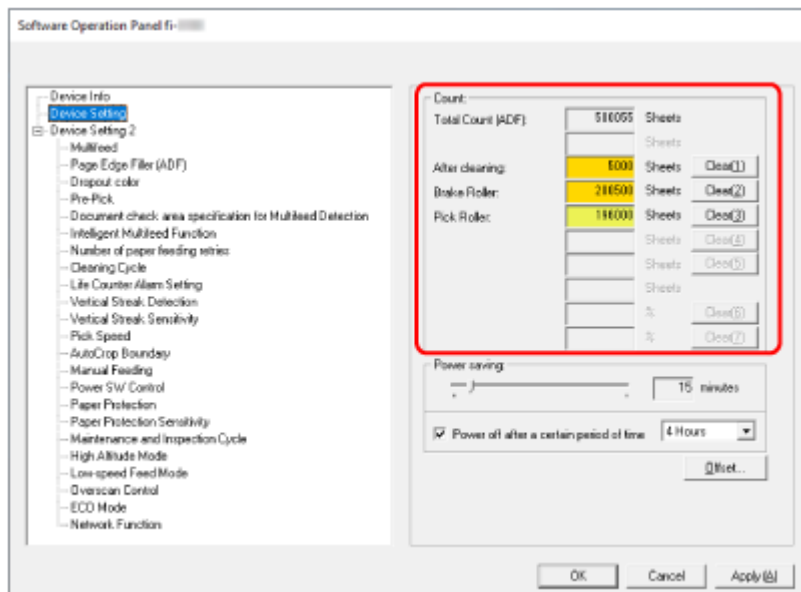 Software Operation Panel fi-
Device Info
Device Setting
Device Setting 2
Multifeed
Page Edge Filler (ADF)
Dropout color
Pre-Pick
Document check area specification for Multifeed Detection
Intelligent Multifeed Function
Number of paper feeding retries
Cleaning Cycle
Life Counter Alarm Setting
Vertical Streak Detection
Vertical Streak Sensitivity
Pick Speed
AutoCrop Boundary
Manual Feeding
Power SW Control
Paper Protection
Paper Protection Sensitivity
Maintenance and Inspection Cycle
High Altitude Mode
Low-speed Feed Mode
Overscan Control
ECO Mode
Network Function
Count:
Total Count (ADF): Sheets
Sheets
After cleaning: 5000 Sheets Clear(1)
Brake Roller: 200500 Sheets Clear(2)
Pick Roller: 196000 Sheets Clear(3)
Sheets Clear(4)
Sheets Clear(5)
Sheets
% Clear(6)
% Clear(7)
Power saving:
15 minutes
Power off after a certain period of time 4 Hours
Offset...
OK Cancel Apply (A)